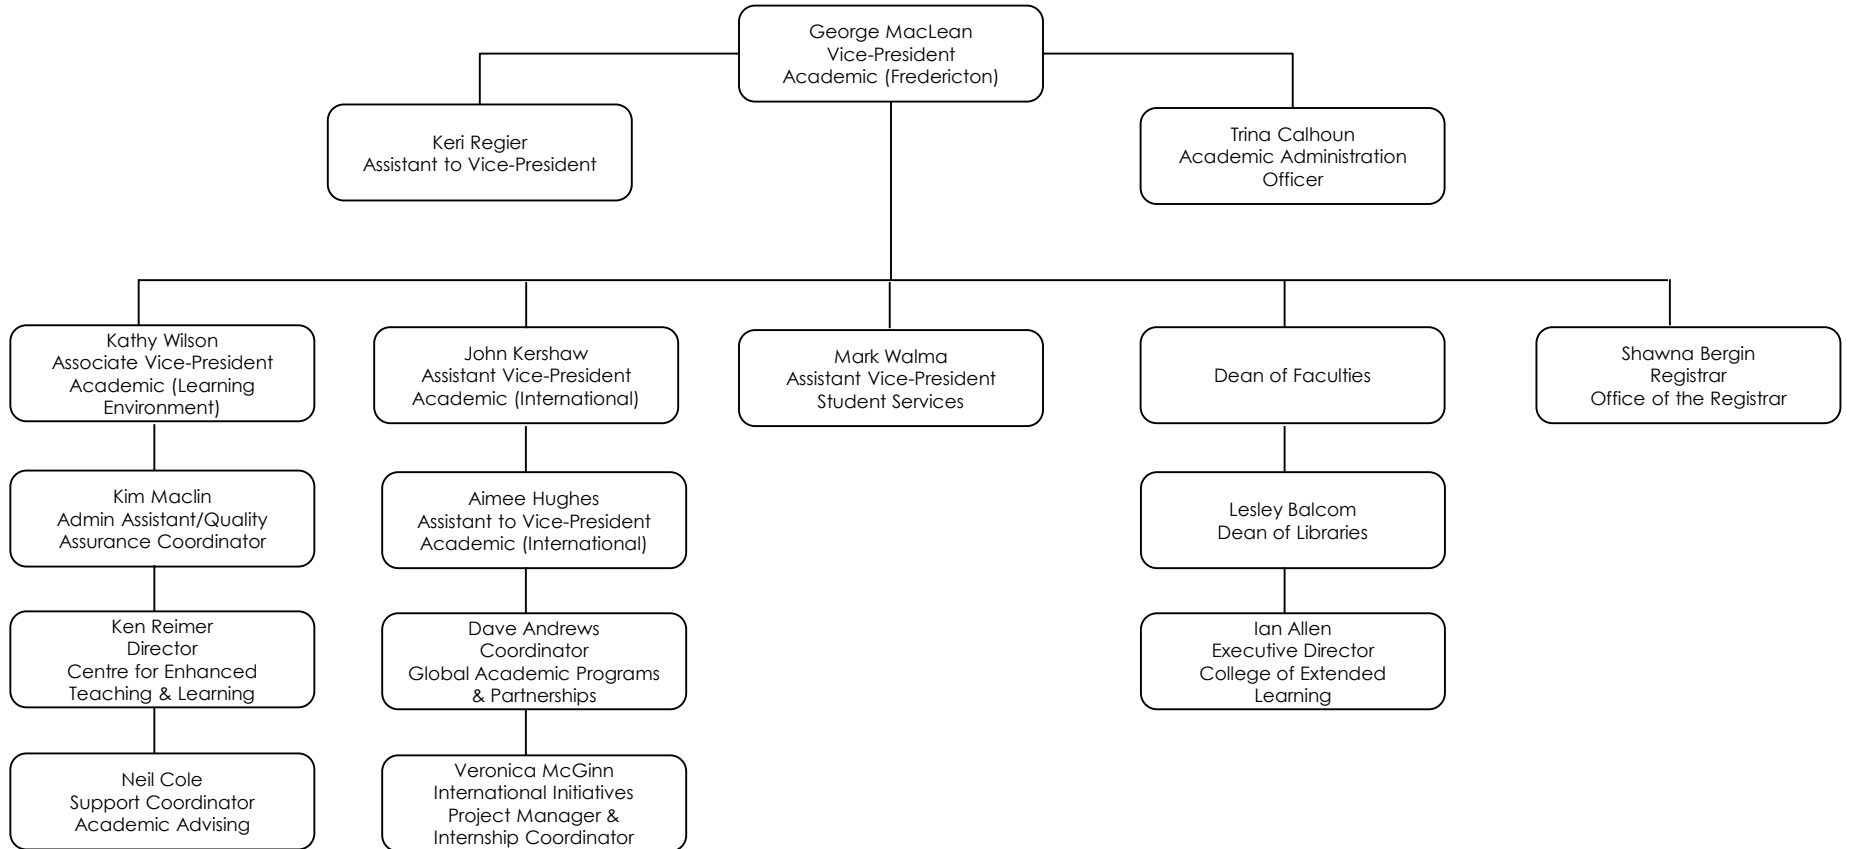 George MacLean
Vice-President
Academic (Fredericton)
Keri Regier
Assistant to Vice-President
Trina Calhoun
Academic Administration
Officer
Kathy Wilson
Associate Vice-President
Academic (Learning
Environment)
John Kershaw
Assistant Vice-President
Academic (International)
Mark Walma
Assistant Vice-President
Student Services
Dean of Faculties
Shawna Bergin
Registrar
Office of the Registrar
Kim Maclin
Admin Assistant/Quality
Assurance Coordinator
Aimee Hughes
Assistant to Vice-President
Academic (International)
Lesley Balcom
Dean of Libraries
Ken Reimer
Director
Centre for Enhanced
Teaching & Learning
Dave Andrews
Coordinator
Global Academic Programs
& Partnerships
Ian Allen
Executive Director
College of Extended
Learning
Neil Cole
Support Coordinator
Academic Advising
Veronica McGinn
International Initiatives
Project Manager &
Internship Coordinator